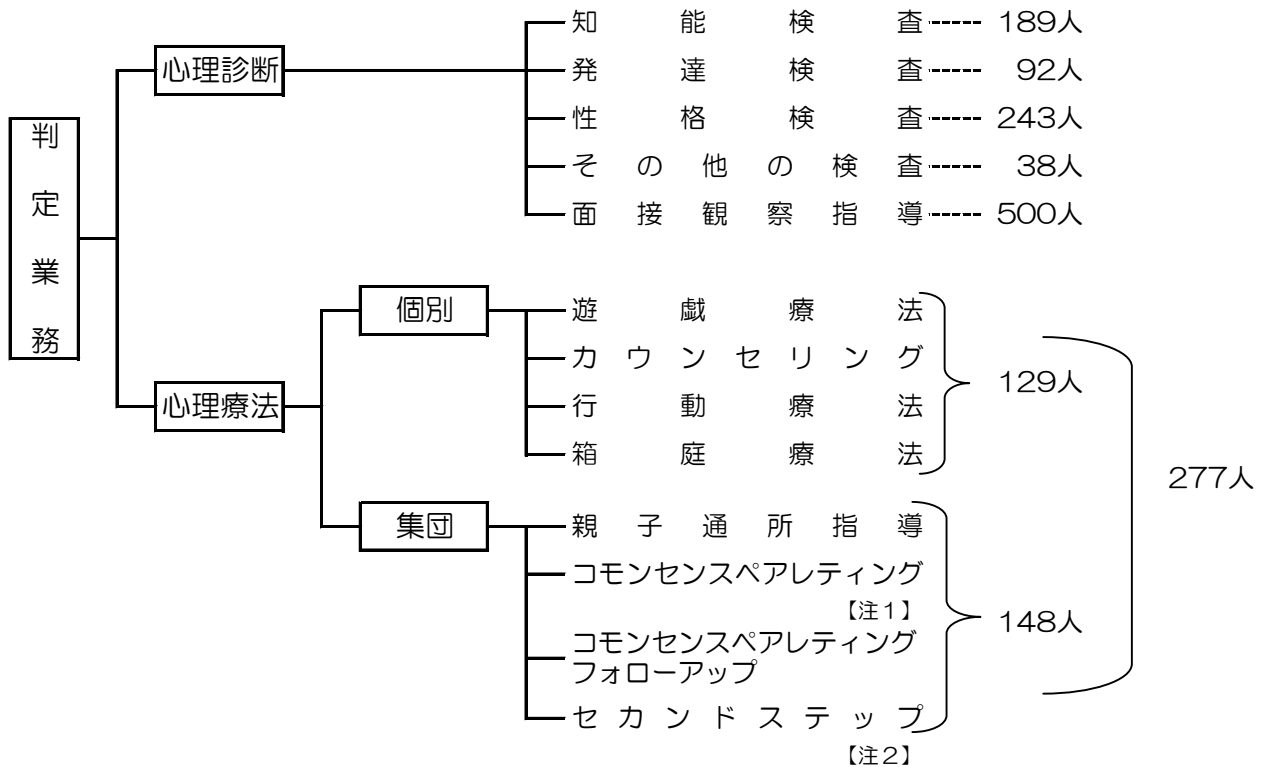 判定業務
心理診断
知能検査 189人
発達検査 92人
性格検査 243人
その他の検査 38人
面接観察指導 500人
心理療法
個別
遊戯療法
カウンセリング
行動療法
箱庭療法
129人
集団
親子通所指導
コモンセンスペアレティング
【注1】
コモンセンスペアレティング
フォローアップ
セカンドステップ
【注2】
148人
277人